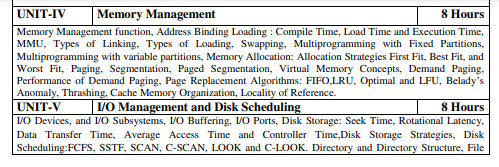 UNIT-IV Memory Management 8 Hours
Memory Management function, Address Binding Loading : Compile Time, Load Time and Execution Time,
MMU, Types of Linking, Types of Loading, Swapping, Multiprogramming with Fixed Partitions,
Multiprogramming with variable partitions, Memory Allocation: Allocation Strategies First Fit, Best Fit, and
Worst Fit, Paging, Segmentation, Paged Segmentation, Virtual Memory Concepts, Demand Paging,
Performance of Demand Paging, Page Replacement Algorithms: FIFO,LRU, Optimal and LFU, Belady's
Anomaly, Thrashing, Cache Memory Organization, Locality of Reference.
UNIT-V I/O Management and Disk Scheduling 8 Hours
I/O Devices, and I/O Subsystems, I/O Buffering, I/O Ports, Disk Storage: Seek Time, Rotational Latency,
Data Transfer Time, Average Access Time and Controller Time,Disk Storage Strategies, Disk
Scheduling:FCFS, SSTF, SCAN, C-SCAN, LOOK and C-LOOK. Directory and Directory Structure, File